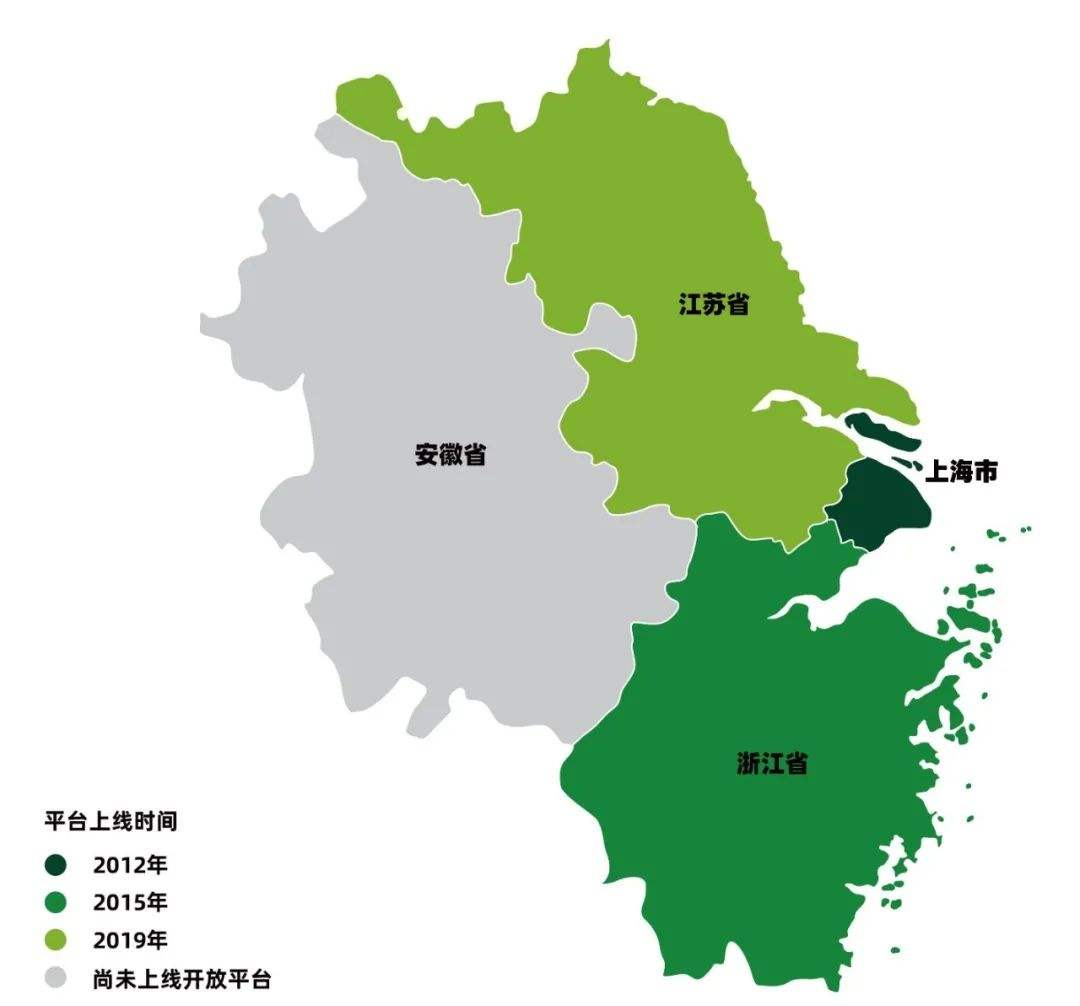 江苏省
安徽省
上海市
浙江省
平台上线时间
2012年
2015年
2019年
尚未上线开放平台